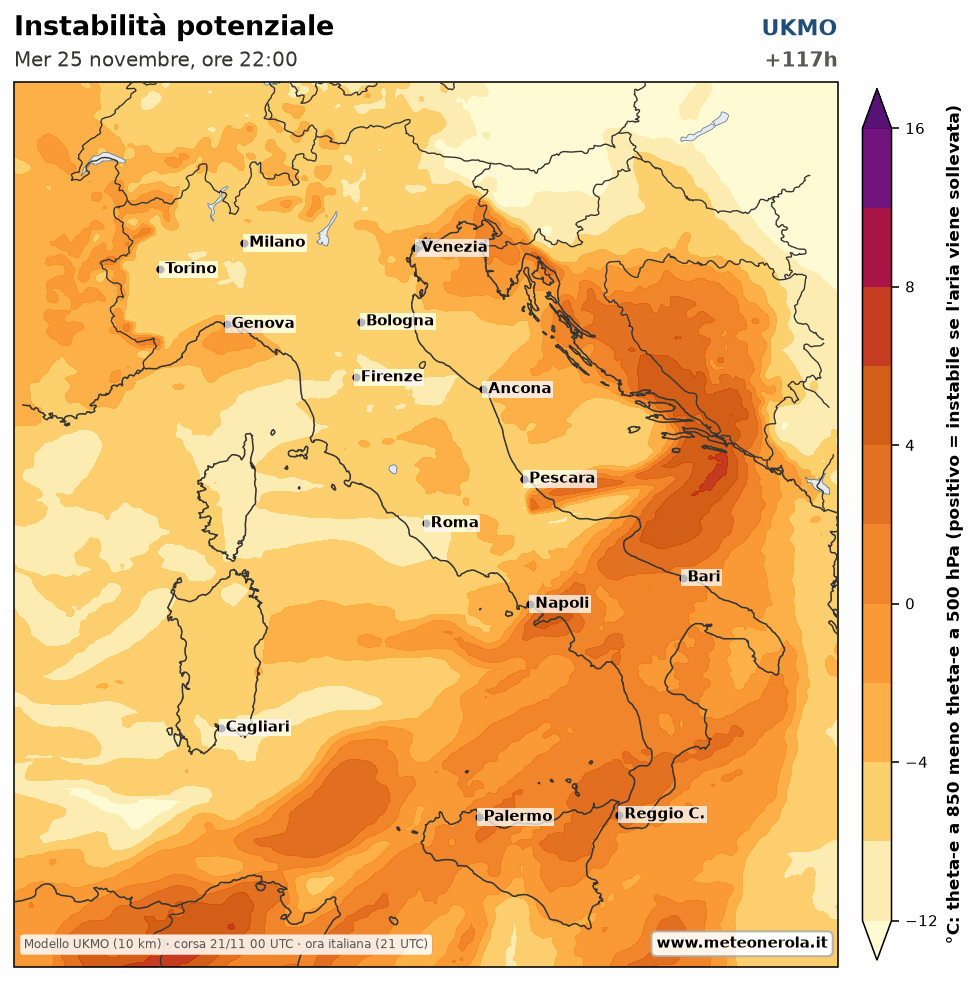 Instabilità potenziale
UKMO
Mer 25 novembre, ore 22:00
+117h
16
8
4
0
−4
−12
°C: theta-e a 850 meno theta-e a 500 hPa (positivo = instabile se l'aria viene sollevata)
Milano
Venezia
Torino
Genova
Bologna
Firenze
Ancona
Pescara
Roma
Bari
Napoli
Cagliari
Palermo
Reggio C.
Modello UKMO (10 km) · corsa 21/11 00 UTC · ora italiana (21 UTC)
www.meteonerola.it